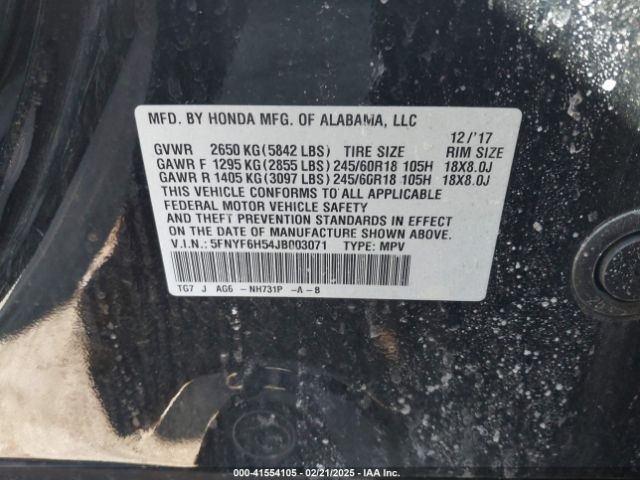 MFD. BY HONDA MFG. OF ALABAMA, LLC
12/'17
GVWR 2650 KG(5842 LBS) TIRE SIZE RIM SIZE
GAWR F 1295 KG(2855 LBS) 245/60R18 105H 18X8.0J
GAWR R 1405 KG(3097 LBS) 245/60R18 105H 18X8.0J
THIS VEHICLE CONFORMS TO ALL APPLICABLE
FEDERAL MOTOR VEHICLE SAFETY
AND THEFT PREVENTION STANDARDS IN EFFECT
ON THE DATE OF MANUFACTURE SHOWN ABOVE.
V.I.N.: 5FNYF6H54JB003071 TYPE: MPV
TG7 J AG6 -NH731P -A-B
000-41554105 - 02/21/2025 - IAA Inc.